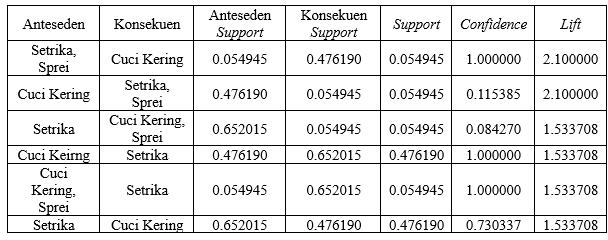 Anteseden Konsekuen Anteseden Support Konsekuen Support Support Confidence Lift
Setrika, Sprei Cuci Kering 0.054945 0.476190 0.054945 1.000000 2.100000
Cuci Kering Setrika, Sprei 0.476190 0.054945 0.054945 0.115385 2.100000
Setrika Cuci Kering, Sprei 0.652015 0.054945 0.054945 0.084270 1.533708
Cuci Keirng Setrika 0.476190 0.652015 0.476190 1.000000 1.533708
Cuci Kering, Sprei Setrika 0.054945 0.652015 0.054945 1.000000 1.533708
Setrika Cuci Kering 0.652015 0.476190 0.476190 0.730337 1.533708